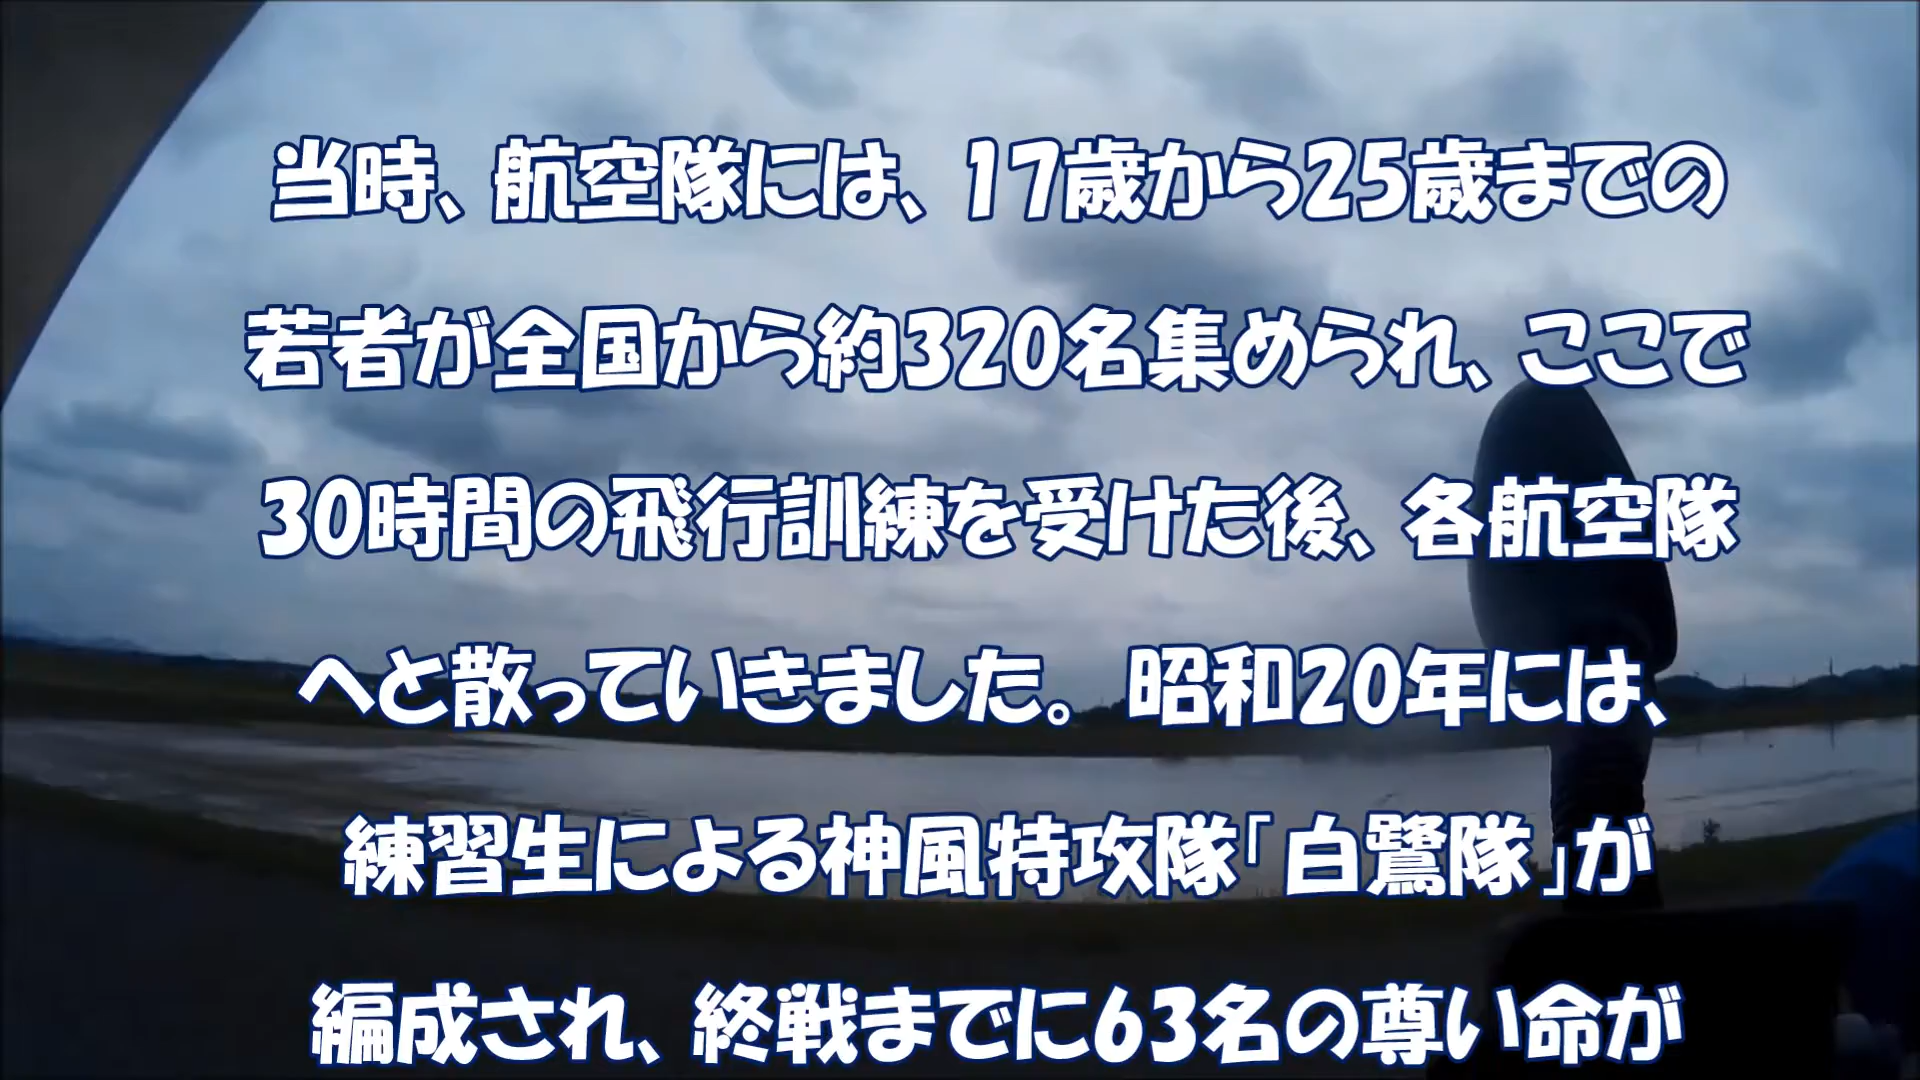 当時、航空隊には、17歳から25歳までの
若者が全国から約320名集められ、ここで
30時間の飛行訓練を受けた後、各航空隊
へと散っていきました。昭和20年には、
練習生による神風特攻隊「白鷺隊」が
編成され、終戦までに63名の尊い命が